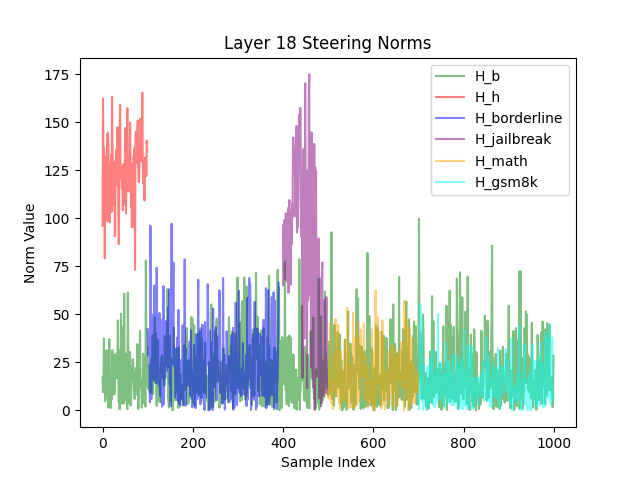 Layer 18 Steering Norms
175
150
125
100
75
50
25
0
Norm Value
0
200
400
600
800
1000
Sample Index
H_b
H_h
H_borderline
H_jailbreak
H_math
H_gsm8k